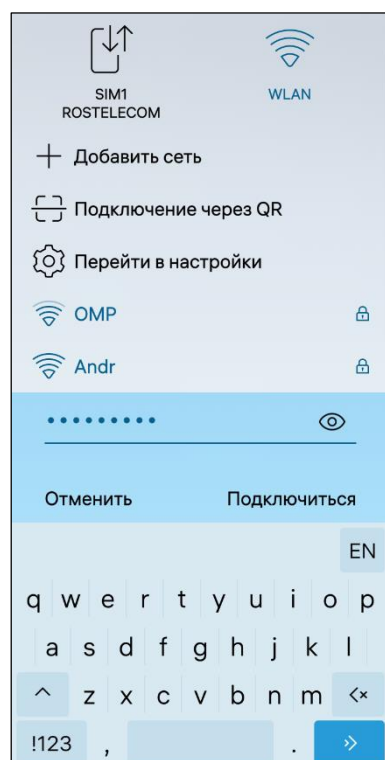 SIM1
ROSTELECOM
WLAN
Добавить сеть
Подключение через QR
Перейти в настройки
OMP
Andr
•••••••••
Отменить
Подключиться
EN
q w e r t y u i o p
a s d f g h j k l
z x c v b n m
!123 , .